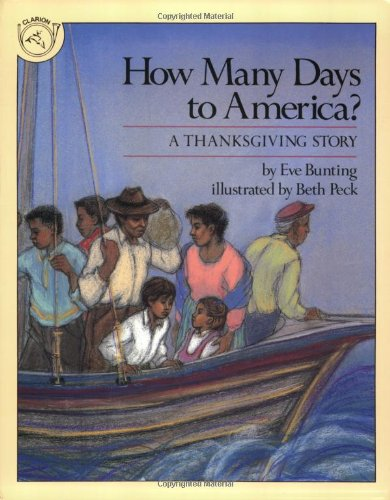 Copyrighted Material
CLARION
How Many Days
to America?
A THANKSGIVING STORY
by Eve Bunting
illustrated by Beth Peck
Copyrighted Material